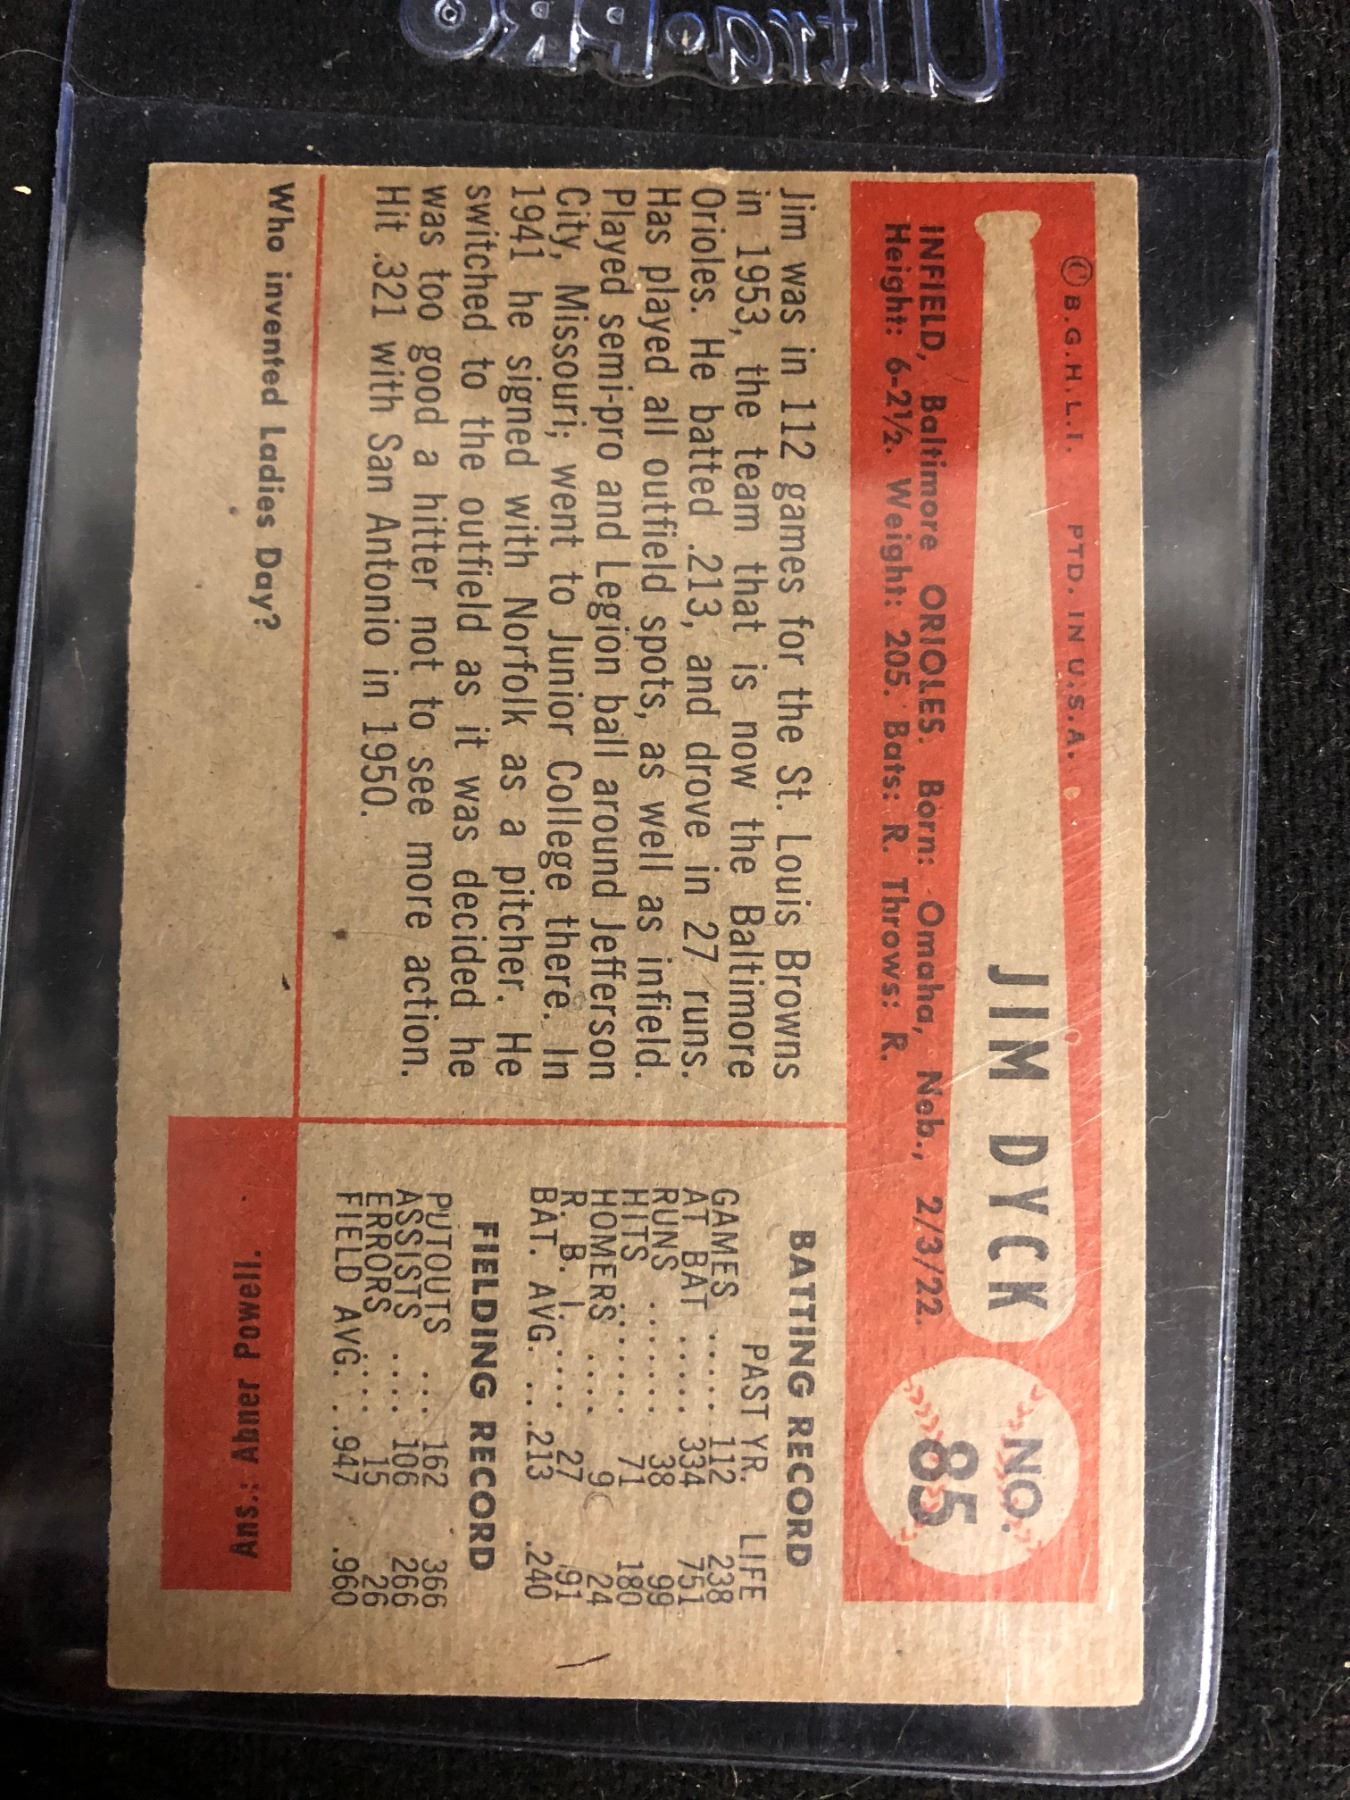 Ultra•PRO
© B.G.H.L.I. PTD. IN U.S.A.
JIM DYCK
NO.
85
INFIELD, Baltimore ORIOLES. Born: Omaha, Neb., 2/3/22.
Height: 6-2½. Weight: 205. Bats: R. Throws: R.
Jim was in 112 games for the St. Louis Browns
in 1953, the team that is now the Baltimore
Orioles. He batted .213, and drove in 27 runs.
Has played all outfield spots, as well as infield.
Played semi-pro and Legion ball around Jefferson
City, Missouri; went to Junior College there. In
1941 he signed with Norfolk as a pitcher. He
switched to the outfield as it was decided he
was too good a hitter not to see more action.
Hit .321 with San Antonio in 1950.
BATTING RECORD
PAST YR. LIFE
GAMES ..... 112 238
AT BAT ..... 334 751
RUNS ...... 38 99
HITS ...... 71 180
HOMERS .... 9 24
R. B. I. .... 27 91
BAT. AVG. .. .213 .240
FIELDING RECORD
PUTOUTS ... 162 366
ASSISTS .... 106 266
ERRORS .... 15 26
FIELD AVG. . .947 .960
Who invented Ladies Day?
Ans.: Abner Powell.